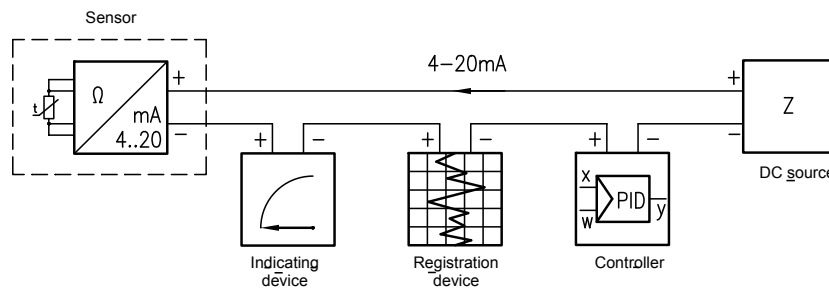 Sensor
t
Ω
mA
4..20
+
−
4−20mA
+
−
Z
DC source
+ −
+ −
+ −
x
w
PID
y
Indicating
device
Registration
device
Controller